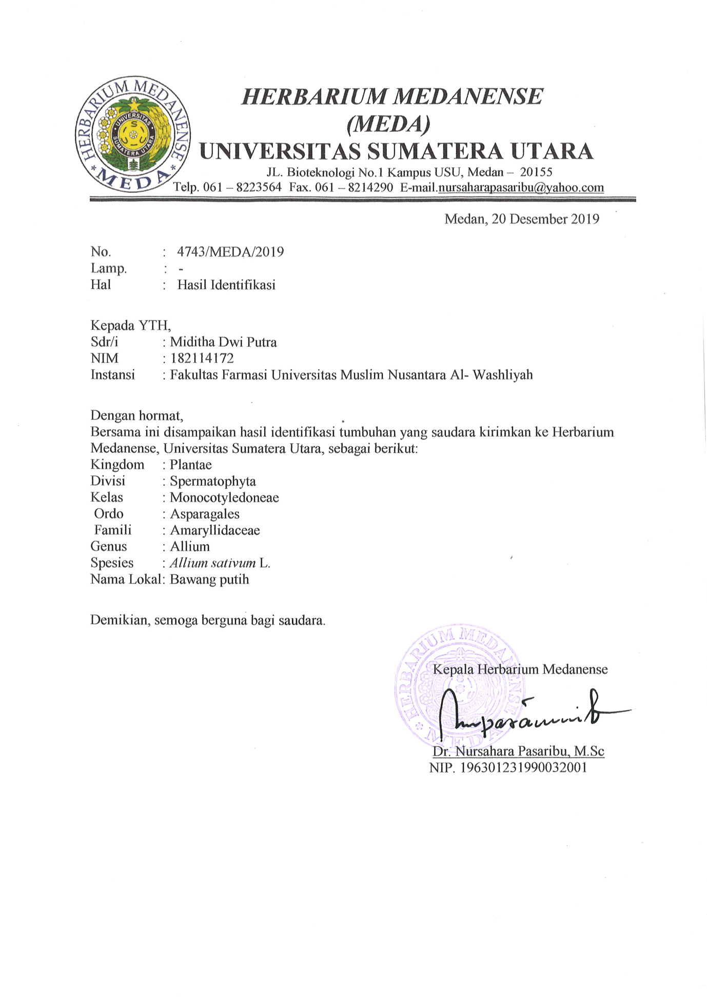 HERBARIUM MEDANENSE
* MEDA *
UNIVERSITAS
SUMATERA UTARA
HERBARIUM MEDANENSE
(MEDA)
UNIVERSITAS SUMATERA UTARA
JL. Bioteknologi No.1 Kampus USU, Medan – 20155
Telp. 061 – 8223564 Fax. 061 – 8214290 E-mail.nursaharapasaribu@yahoo.com
Medan, 20 Desember 2019
No. : 4743/MEDA/2019
Lamp. : -
Hal : Hasil Identifikasi
Kepada YTH,
Sdr/i : Miditha Dwi Putra
NIM : 182114172
Instansi : Fakultas Farmasi Universitas Muslim Nusantara Al- Washliyah
Dengan hormat,
Bersama ini disampaikan hasil identifikasi tumbuhan yang saudara kirimkan ke Herbarium
Medanense, Universitas Sumatera Utara, sebagai berikut:
Kingdom : Plantae
Divisi : Spermatophyta
Kelas : Monocotyledoneae
Ordo : Asparagales
Famili : Amaryllidaceae
Genus : Allium
Spesies : Allium sativum L.
Nama Lokal: Bawang putih
Demikian, semoga berguna bagi saudara.
HERBARIUM MEDANENSE
* MEDA
Kepala Herbarium Medanense
Dr. Nursahara Pasaribu, M.Sc
NIP. 196301231990032001